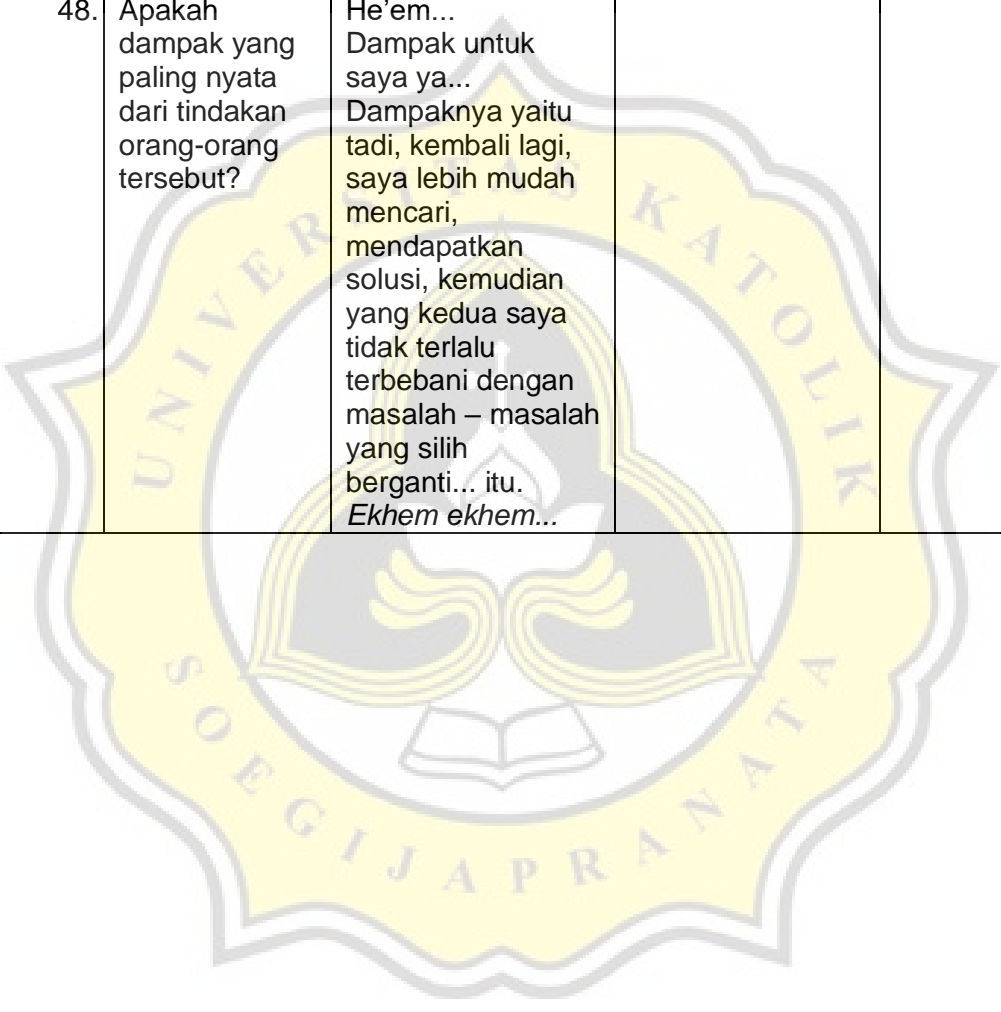 48.
Apakah
dampak yang
paling nyata
dari tindakan
orang-orang
tersebut?
He’em...
Dampak untuk
saya ya...
Dampaknya yaitu
tadi, kembali lagi,
saya lebih mudah
mencari,
mendapatkan
solusi, kemudian
yang kedua saya
tidak terlalu
terbebani dengan
masalah – masalah
yang silih
berganti... itu.
Ekhem ekhem...
UNIVERSITAS KATOLIK
SOEGIJAPRANATA